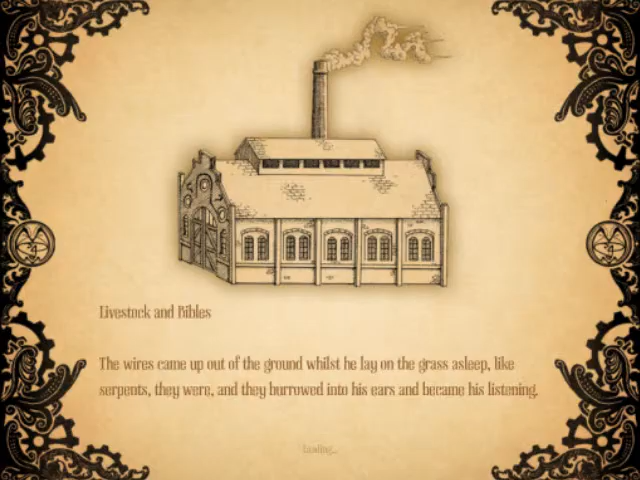 Livestock and Bibles
The wires came up out of the ground whilst he lay on the grass asleep, like
serpents, they were, and they burrowed into his ears and became his listening.
Loading...